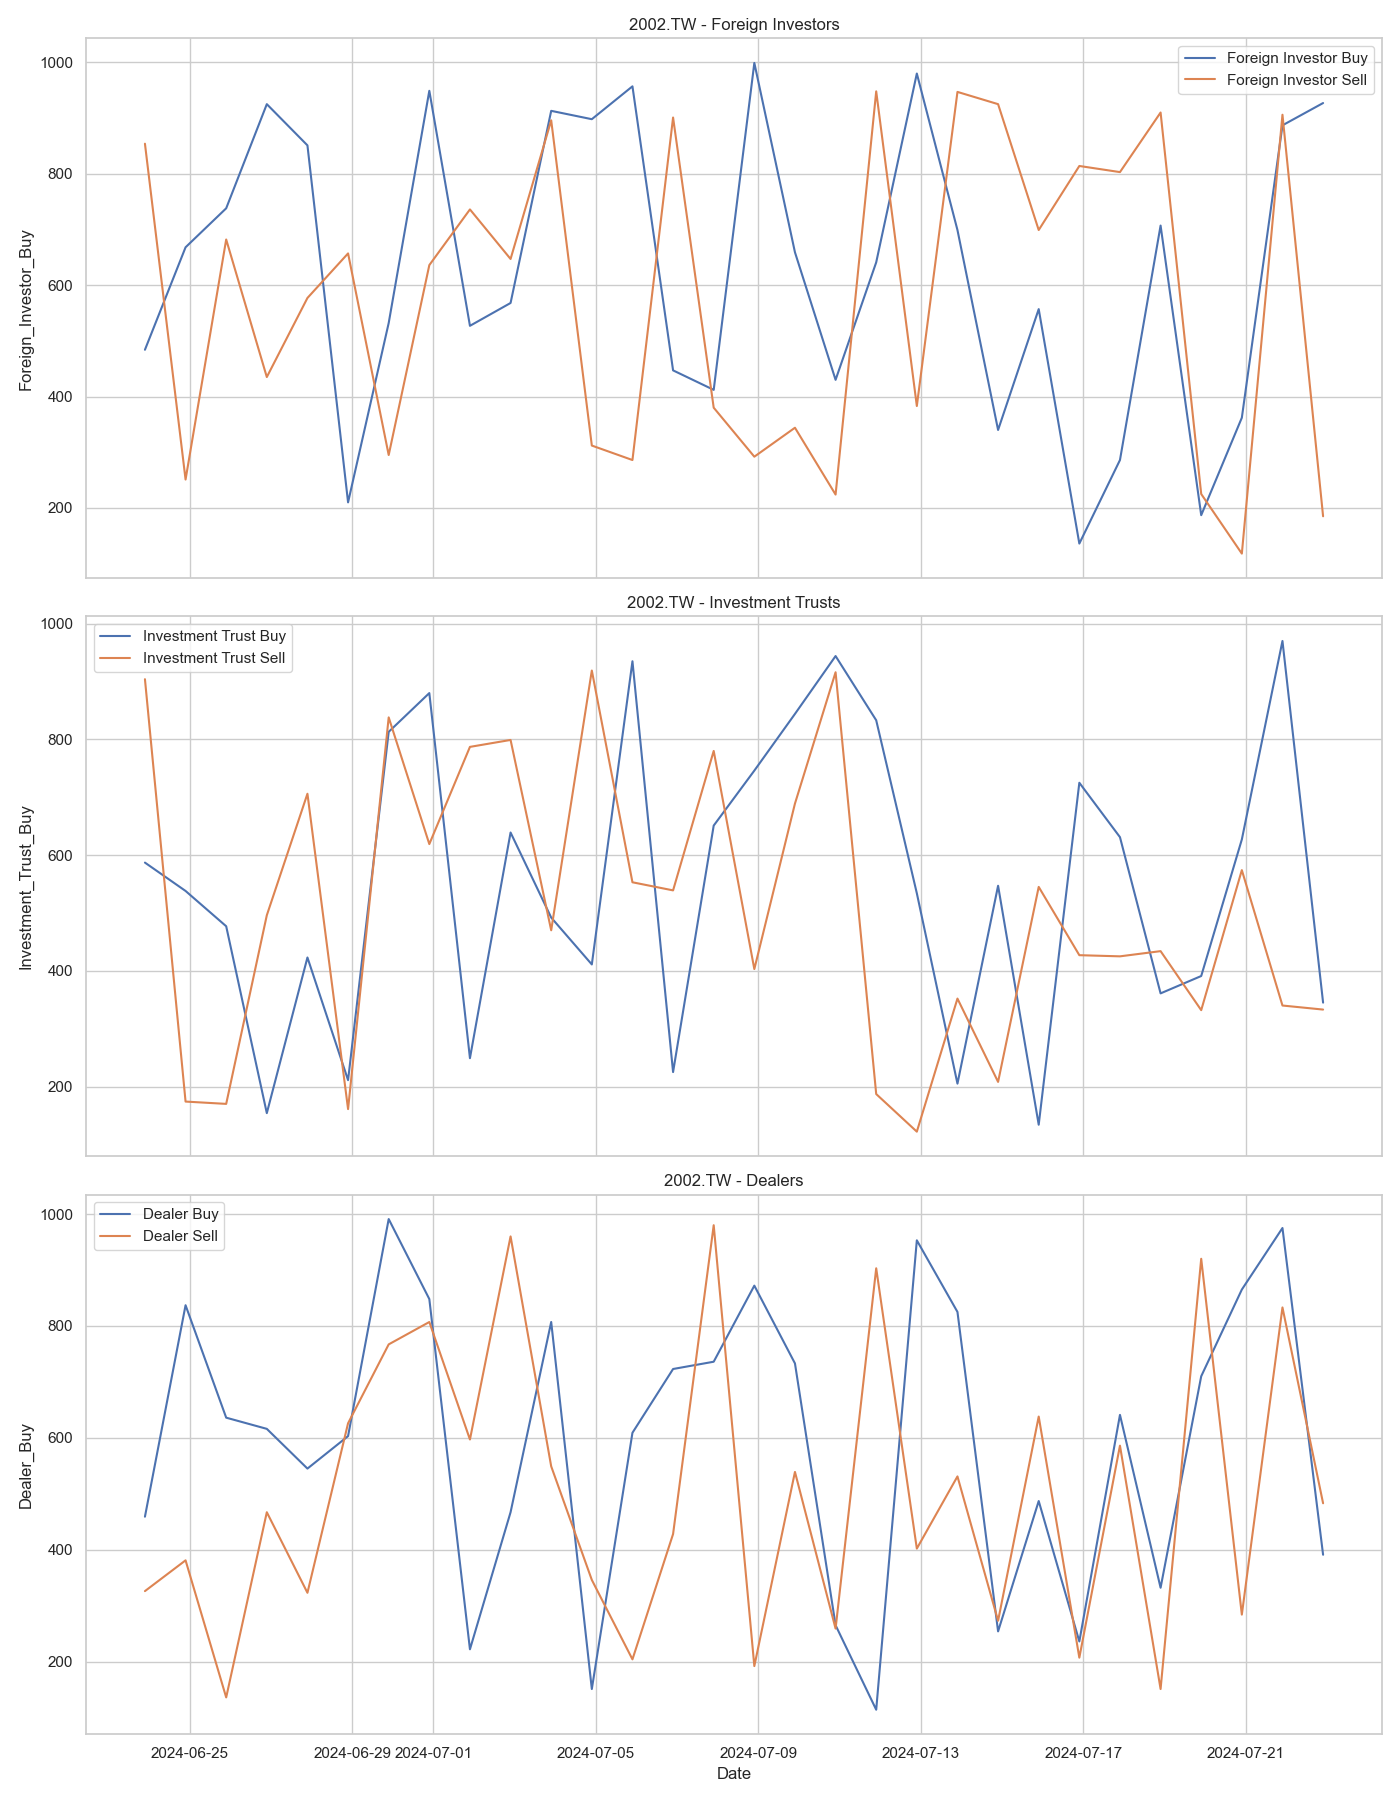 2002.TW - Foreign Investors
Foreign Investor Buy
Foreign Investor Sell
Foreign_Investor_Buy
1000
800
600
400
200
2002.TW - Investment Trusts
Investment Trust Buy
Investment Trust Sell
Investment_Trust_Buy
1000
800
600
400
200
2002.TW - Dealers
Dealer Buy
Dealer Sell
Dealer_Buy
1000
800
600
400
200
2024-06-25 2024-06-29 2024-07-01 2024-07-05 2024-07-09 2024-07-13 2024-07-17 2024-07-21
Date